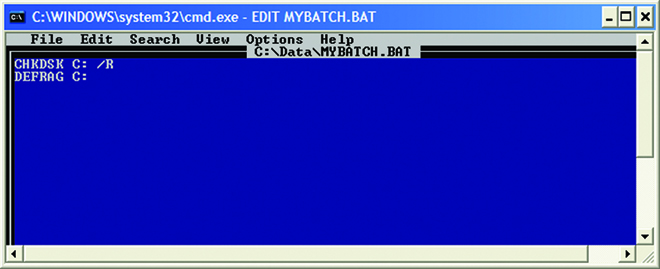 C:\WINDOWS\system32\cmd.exe - EDIT MYBATCH.BAT
File Edit Search View Options Help
C:\Data\MYBATCH.BAT
CHKDSK C: /R
DEFRAG C: